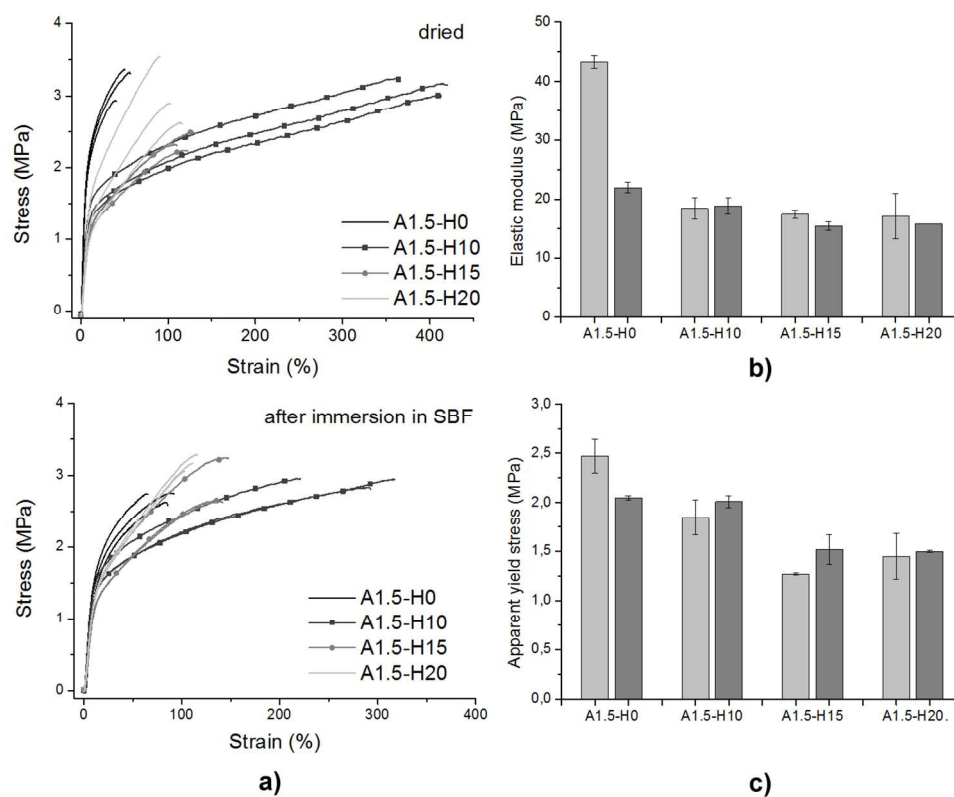 4
3
2
1
0
Stress (MPa)
dried
A1.5-H0
A1.5-H10
A1.5-H15
A1.5-H20
0 50 100 150 200 250 300 350 400
Strain (%)
50
40
30
20
10
0
Elastic modulus (MPa)
A1.5-H0 A1.5-H10 A1.5-H15 A1.5-H20
b)
4
3
2
1
0
Stress (MPa)
after immersion in SBF
A1.5-H0
A1.5-H10
A1.5-H15
A1.5-H20
0 100 200 300 400
Strain (%)
a)
3,0
2,5
2,0
1,5
1,0
0,5
0,0
Apparent yield stress (MPa)
A1.5-H0 A1.5-H10 A1.5-H15 A1.5-H20.
c)